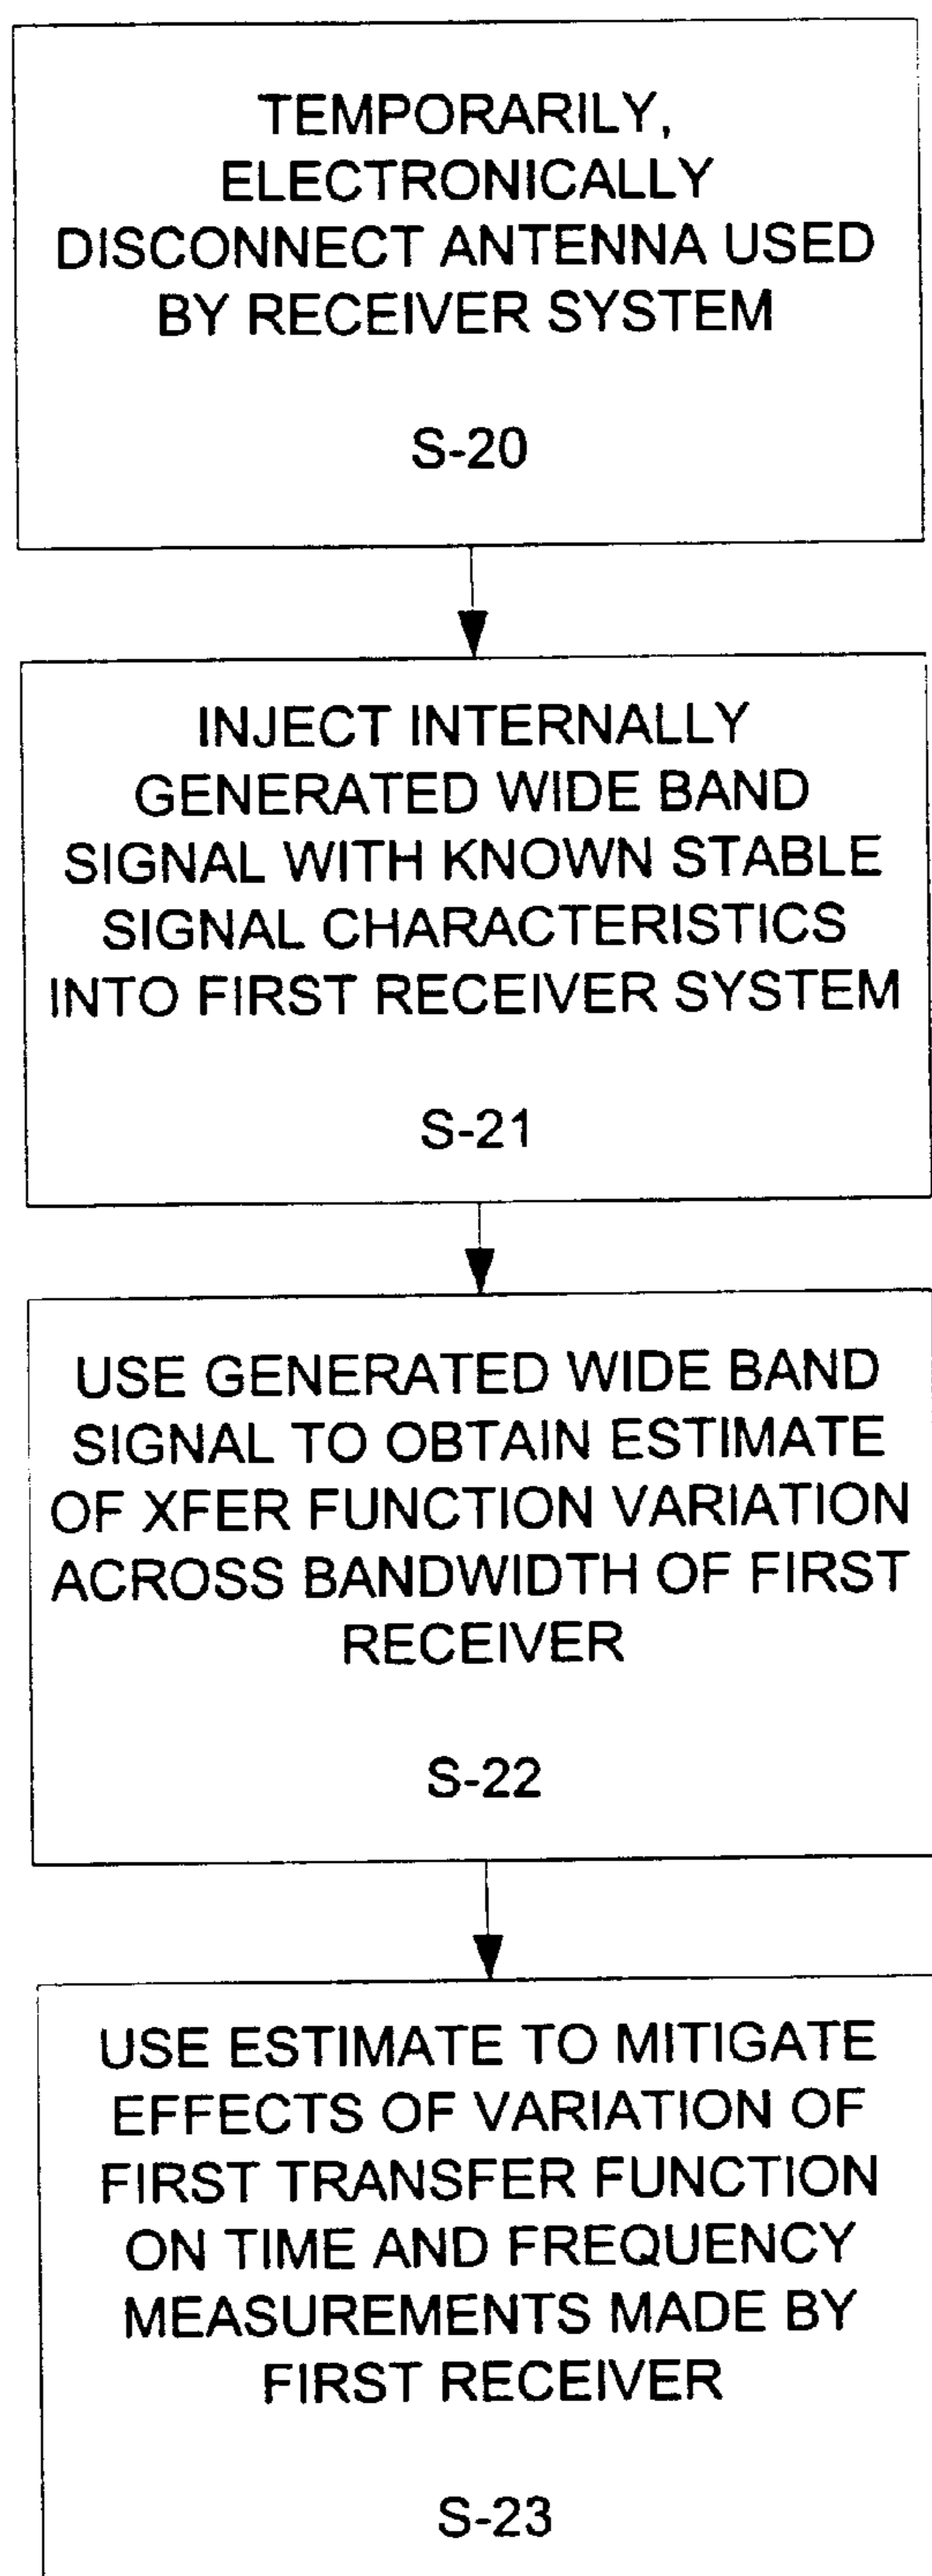 TEMPORARILY,
ELECTRONICALLY
DISCONNECT ANTENNA USED
BY RECEIVER SYSTEM
S-20
INJECT INTERNALLY
GENERATED WIDE BAND
SIGNAL WITH KNOWN STABLE
SIGNAL CHARACTERISTICS
INTO FIRST RECEIVER SYSTEM
S-21
USE GENERATED WIDE BAND
SIGNAL TO OBTAIN ESTIMATE
OF XFER FUNCTION VARIATION
ACROSS BANDWIDTH OF FIRST
RECEIVER
S-22
USE ESTIMATE TO MITIGATE
EFFECTS OF VARIATION OF
FIRST TRANSFER FUNCTION
ON TIME AND FREQUENCY
MEASUREMENTS MADE BY
FIRST RECEIVER
S-23